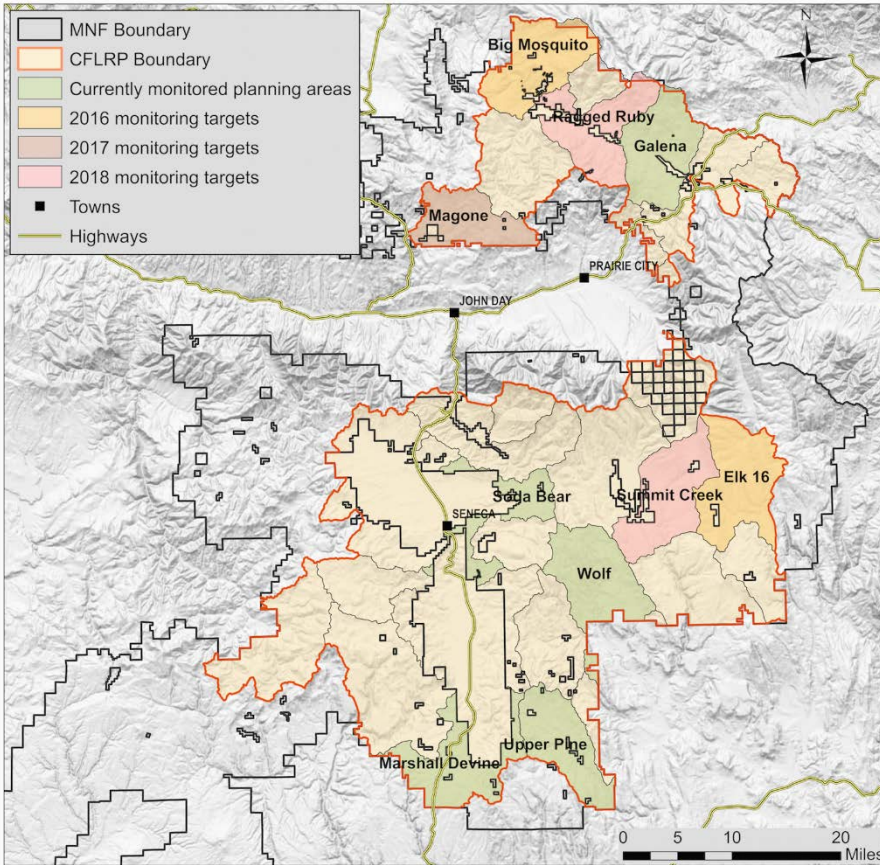 MNF Boundary
CFLRP Boundary
Currently monitored planning areas
2016 monitoring targets
2017 monitoring targets
2018 monitoring targets
Towns
Highways
N
Big Mosquito
Ragged Ruby
Galena
Magone
PRAIRIE CITY
JOHN DAY
Elk 16
Soda Bear
Summit Creek
SENECA
Wolf
Upper Pine
Marshall Devine
0 5 10 20
Miles